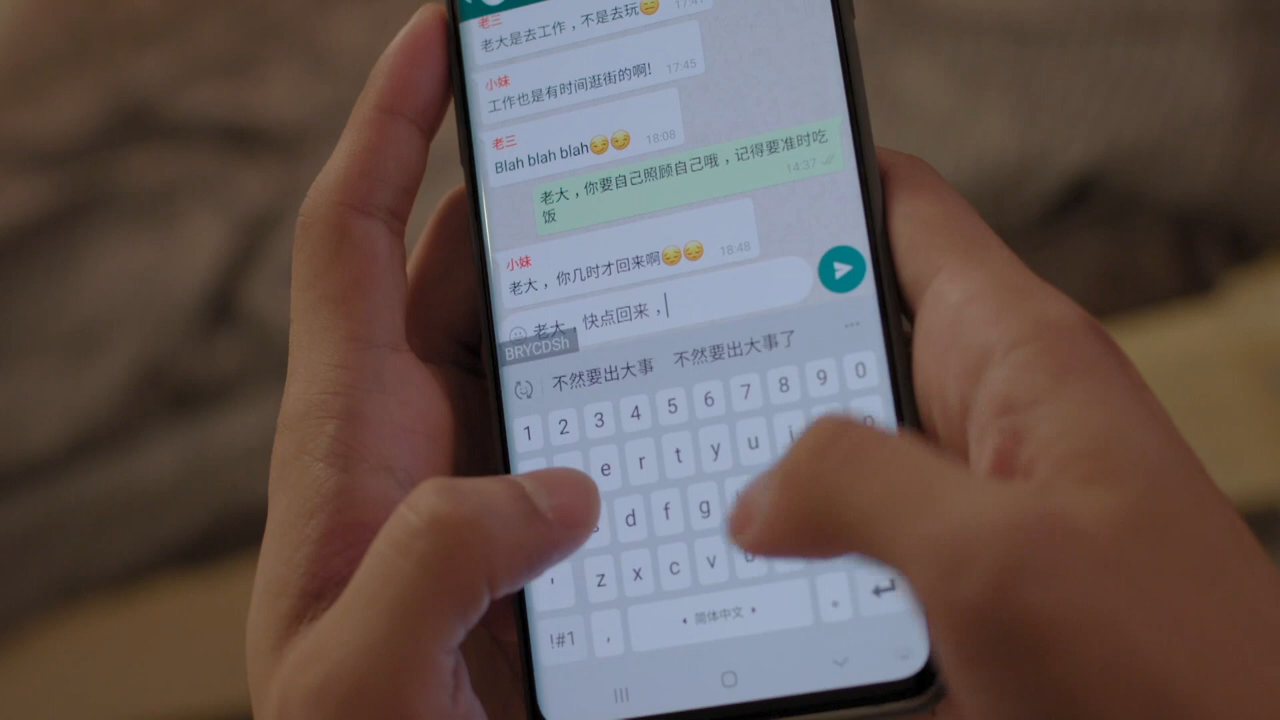 老三
老大是去工作，不是去玩😑 17:41
小妹
工作也是有时间逛街的啊! 17:45
老三
Blah blah blah😏😏 18:08
老大，你要自己照顾自己哦，记得要准时吃
饭 14:37
小妹
老大，你几时才回来啊😔😔 18:48
老大，快点回来，
BRYCDSh
不然要出大事 不然要出大事了 ...
1 2 3 4 5 6 7 8 9 0
e r t y u i p
s d f g
' z x c v b
!#1 , 简体中文 .